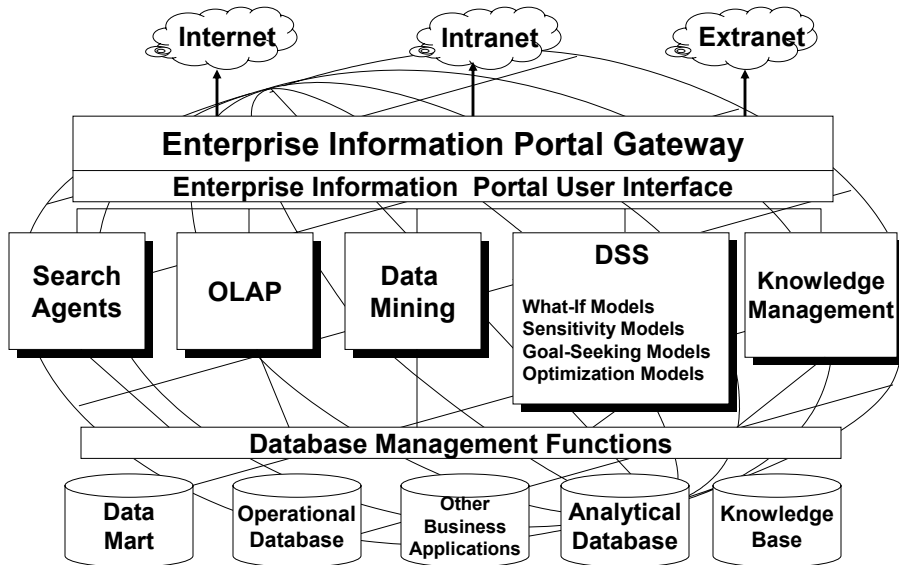 Internet
Intranet
Extranet
Enterprise Information Portal Gateway
Enterprise Information Portal User Interface
Search
Agents
OLAP
Data
Mining
DSS
What-If Models
Sensitivity Models
Goal-Seeking Models
Optimization Models
Knowledge
Management
Database Management Functions
Data
Mart
Operational
Database
Other
Business
Applications
Analytical
Database
Knowledge
Base